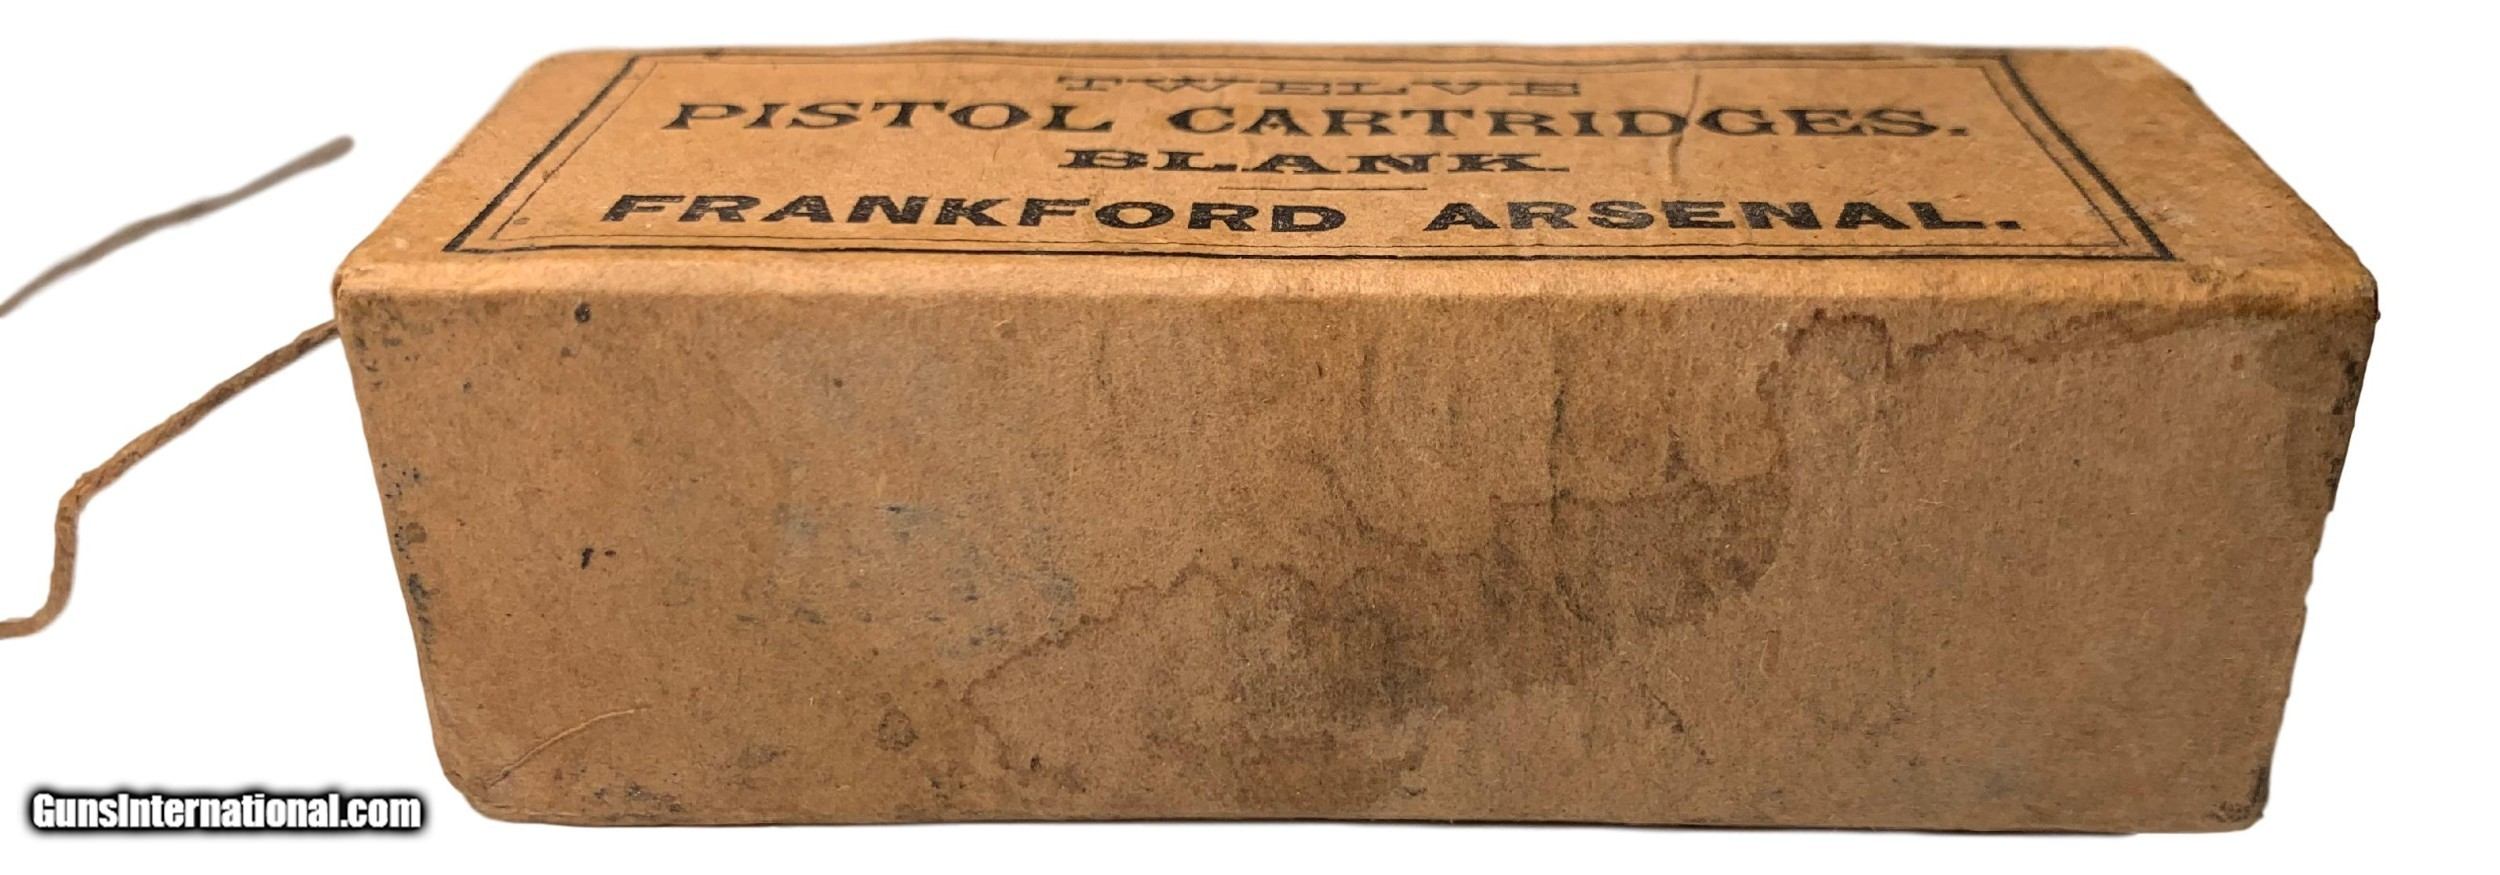 TWELVE
PISTOL CARTRIDGES.
BLANK.
FRANKFORD ARSENAL.
GunsInternational.com